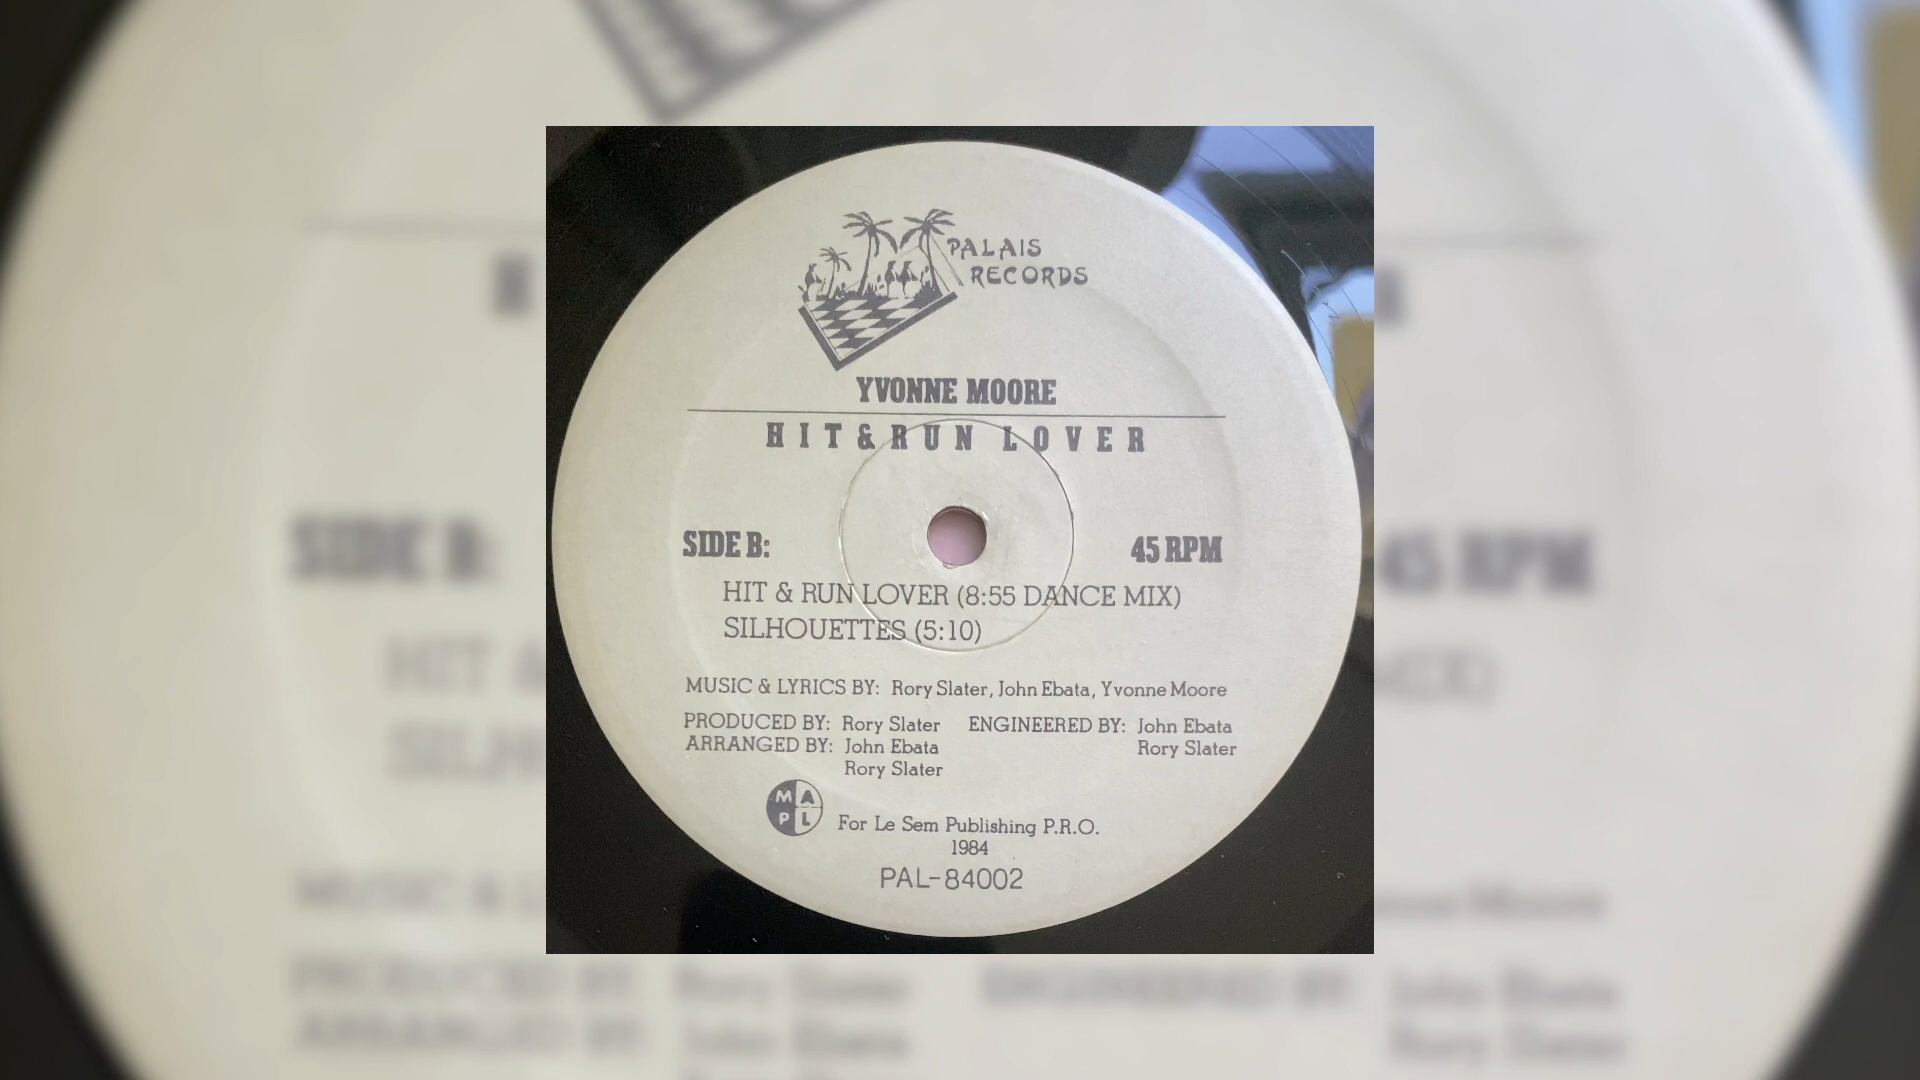 PALAIS
RECORDS
YVONNE MOORE
HIT & RUN LOVER
SIDE B:
45 RPM
HIT & RUN LOVER (8:55 DANCE MIX)
SILHOUETTES (5:10)
MUSIC & LYRICS BY: Rory Slater, John Ebata, Yvonne Moore
PRODUCED BY: Rory Slater ENGINEERED BY: John Ebata
ARRANGED BY: John Ebata Rory Slater
Rory Slater
M A
P L
For Le Sem Publishing P.R.O.
1984
PAL-84002